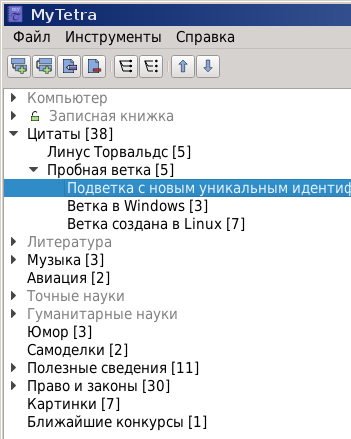 MyTetra
Файл Инструменты Справка
Компьютер
Записная книжка
Цитаты [38]
Линус Торвальдс [5]
Пробная ветка [5]
Подветка с новым уникальным идентиф
Ветка в Windows [3]
Ветка создана в Linux [7]
Литература
Музыка [3]
Авиация [2]
Точные науки
Гуманитарные науки
Юмор [3]
Самоделки [2]
Полезные сведения [11]
Право и законы [30]
Картинки [7]
Ближайшие конкурсы [1]